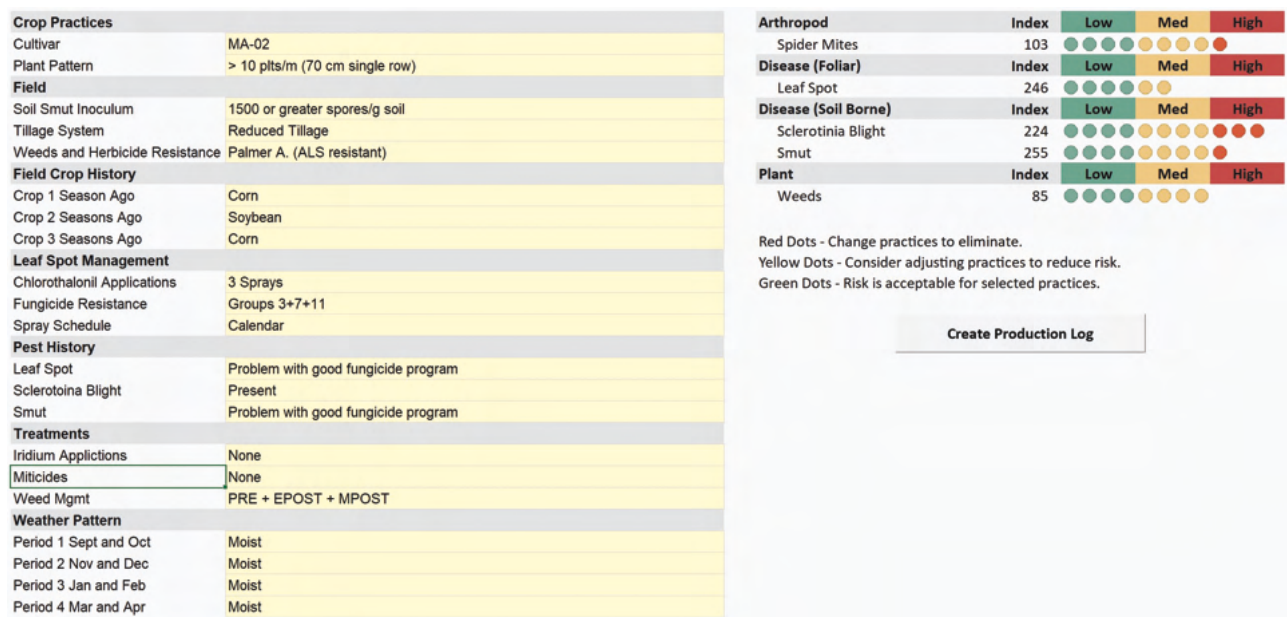 Crop Practices
Cultivar MA-02
Plant Pattern > 10 plts/m (70 cm single row)
Field
Soil Smut Inoculum 1500 or greater spores/g soil
Tillage System Reduced Tillage
Weeds and Herbicide Resistance Palmer A. (ALS resistant)
Field Crop History
Crop 1 Season Ago Corn
Crop 2 Seasons Ago Soybean
Crop 3 Seasons Ago Corn
Leaf Spot Management
Chlorothalonil Applications 3 Sprays
Fungicide Resistance Groups 3+7+11
Spray Schedule Calendar
Pest History
Leaf Spot Problem with good fungicide program
Sclerotoina Blight Present
Smut Problem with good fungicide program
Treatments
Iridium Applictions None
Miticides None
Weed Mgmt PRE + EPOST + MPOST
Weather Pattern
Period 1 Sept and Oct Moist
Period 2 Nov and Dec Moist
Period 3 Jan and Feb Moist
Period 4 Mar and Apr Moist
Arthropod Index Low Med High
Spider Mites 103
Disease (Foliar) Index Low Med High
Leaf Spot 246
Disease (Soil Borne) Index Low Med High
Sclerotinia Blight 224
Smut 255
Plant Index Low Med High
Weeds 85
Red Dots - Change practices to eliminate.
Yellow Dots - Consider adjusting practices to reduce risk.
Green Dots - Risk is acceptable for selected practices.
Create Production Log